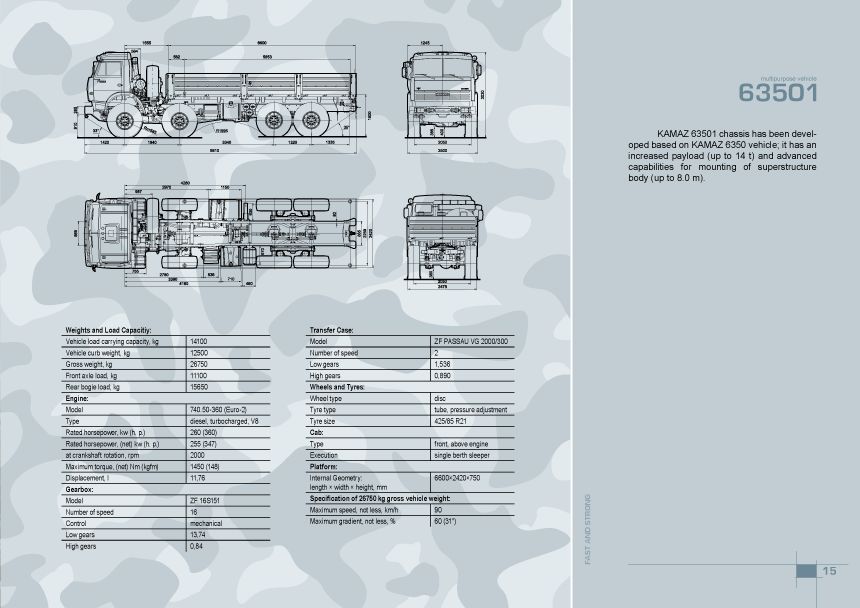 multipurpose vehicle
63501
KAMAZ 63501 chassis has been devel-
oped based on KAMAZ 6350 vehicle; it has an
increased payload (up to 14 t) and advanced
capabilities for mounting of superstructure
body (up to 8.0 m).
Weights and Load Capacitiy:
Vehicle load carrying capacity, kg 14100
Vehicle curb weight, kg 12500
Gross weight, kg 26750
Front axle load, kg 11100
Rear bogie load, kg 15650
Engine:
Model 740.50-360 (Euro-2)
Type diesel, turbocharged, V8
Rated horsepower, kw (h. p.) 260 (360)
Rated horsepower, (net) kw (h. p.) 255 (347)
at crankshaft rotation, rpm 2000
Maximum torque, (net) Nm (kgfm) 1450 (148)
Displacement, l 11,76
Gearbox:
Model ZF 16S151
Number of speed 16
Control mechanical
Low gears 13,74
High gears 0,84
Transfer Case:
Model ZF PASSAU VG 2000/300
Number of speed 2
Low gears 1,536
High gears 0,890
Wheels and Tyres:
Wheel type disc
Tyre type tube, pressure adjustment
Tyre size 425/85 R21
Cab:
Type front, above engine
Execution single berth sleeper
Platform:
Internal Geometry:
length × width × height, mm 6600×2420×750
Specification of 26750 kg gross vehicle weight:
Maximum speed, not less, km/h 90
Maximum gradient, not less, % 60 (31°)
FAST AND STRONG
15